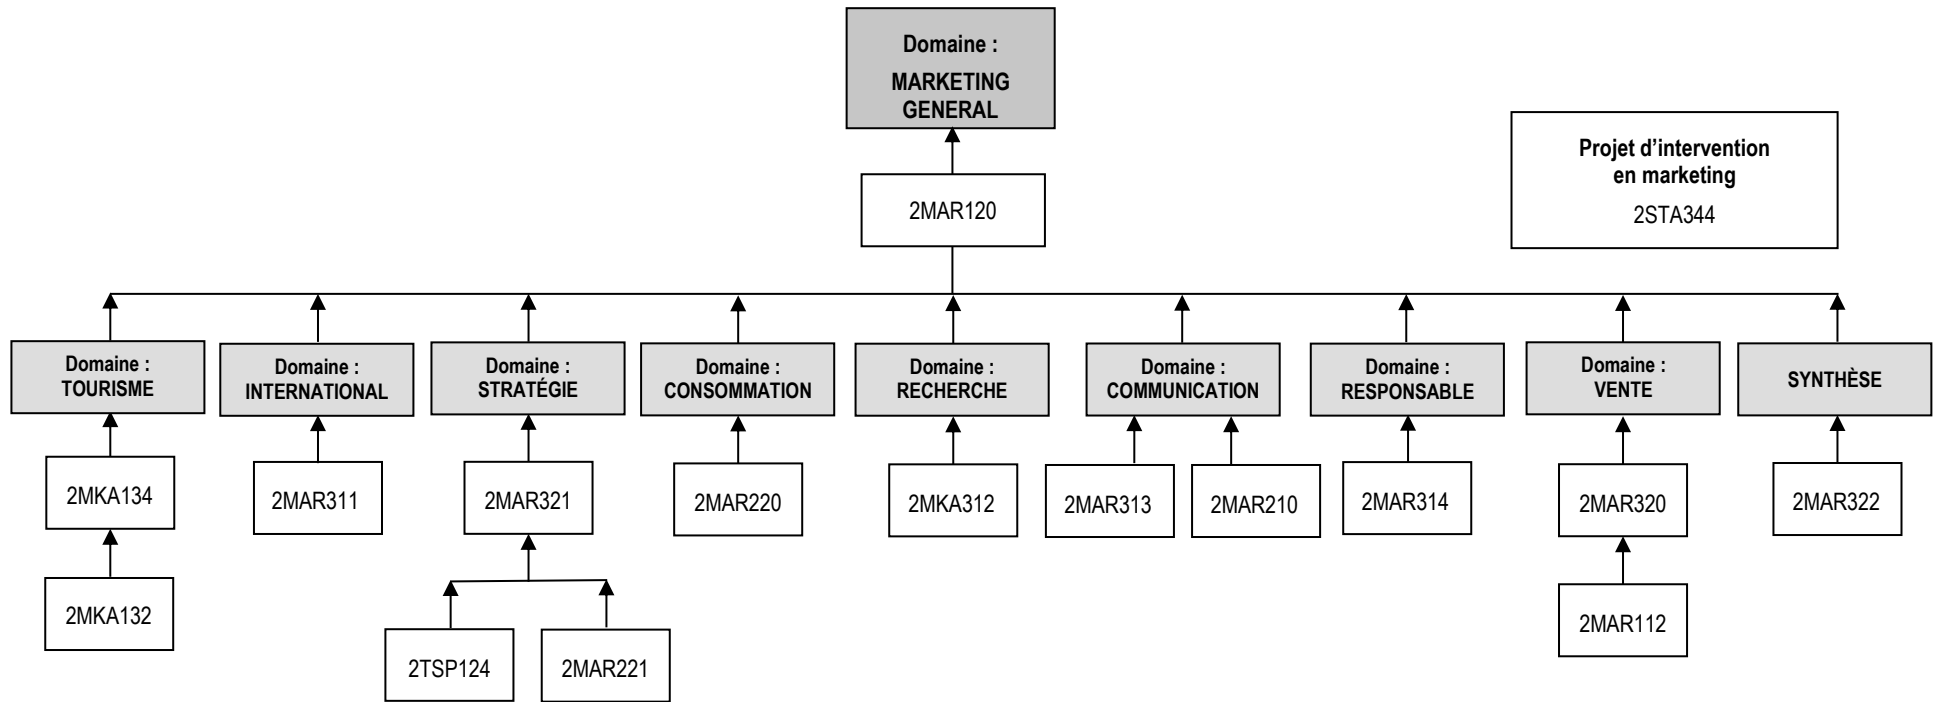 Domaine :
MARKETING
GENERAL
Projet d’intervention
en marketing
2STA344
2MAR120
Domaine :
TOURISME
Domaine :
INTERNATIONAL
Domaine :
STRATÉGIE
Domaine :
CONSOMMATION
Domaine :
RECHERCHE
Domaine :
COMMUNICATION
Domaine :
RESPONSABLE
Domaine :
VENTE
SYNTHÈSE
2MKA134
2MAR311
2MAR321
2MAR220
2MKA312
2MAR313
2MAR210
2MAR314
2MAR320
2MAR322
2MKA132
2TSP124
2MAR221
2MAR112